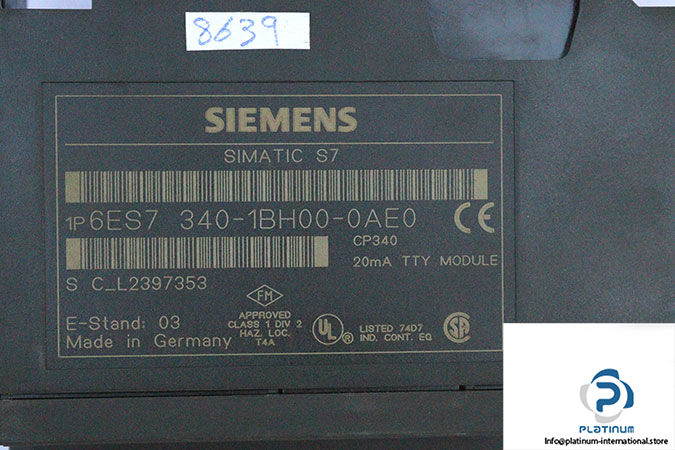 8639
SIEMENS
SIMATIC S7
1P 6ES7 340-1BH00-0AE0
CE
CP340
20mA TTY MODULE
S C_L2397353
E-Stand: 03
Made in Germany
FM
APPROVED
CLASS 1 DIV 2
HAZ. LOC.
T4A
UL ®
LISTED 74D7
IND. CONT. EQ
SA
PLATINUM
Info@platinum-international.store